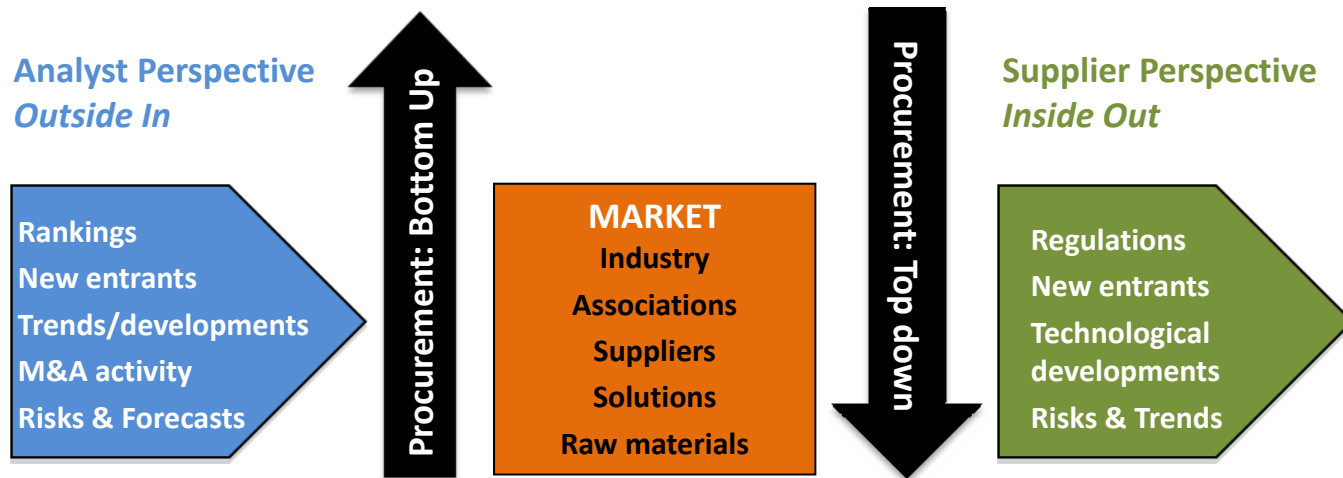 Analyst Perspective
Outside In
Rankings
New entrants
Trends/developments
M&A activity
Risks & Forecasts
Procurement: Bottom Up
MARKET
Industry
Associations
Suppliers
Solutions
Raw materials
Procurement: Top down
Supplier Perspective
Inside Out
Regulations
New entrants
Technological
developments
Risks & Trends